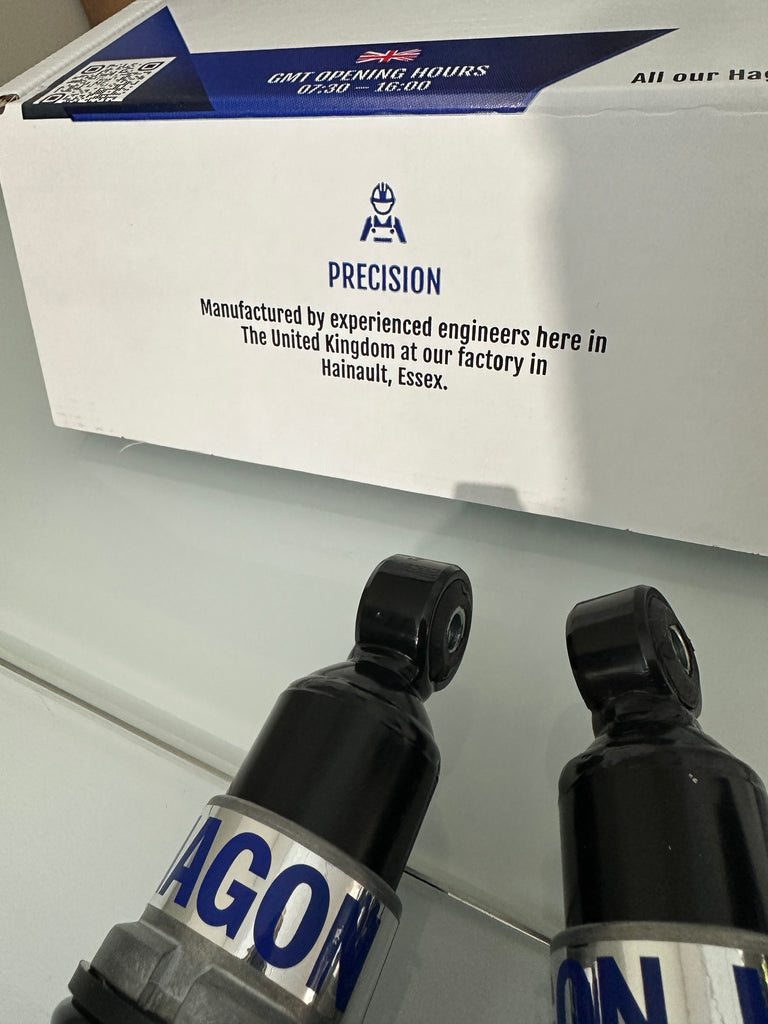 GMT OPENING HOURS
07:30 — 16:00
All our Hag
PRECISION
Manufactured by experienced engineers here in
The United Kingdom at our factory in
Hainault, Essex.
AGON
ON